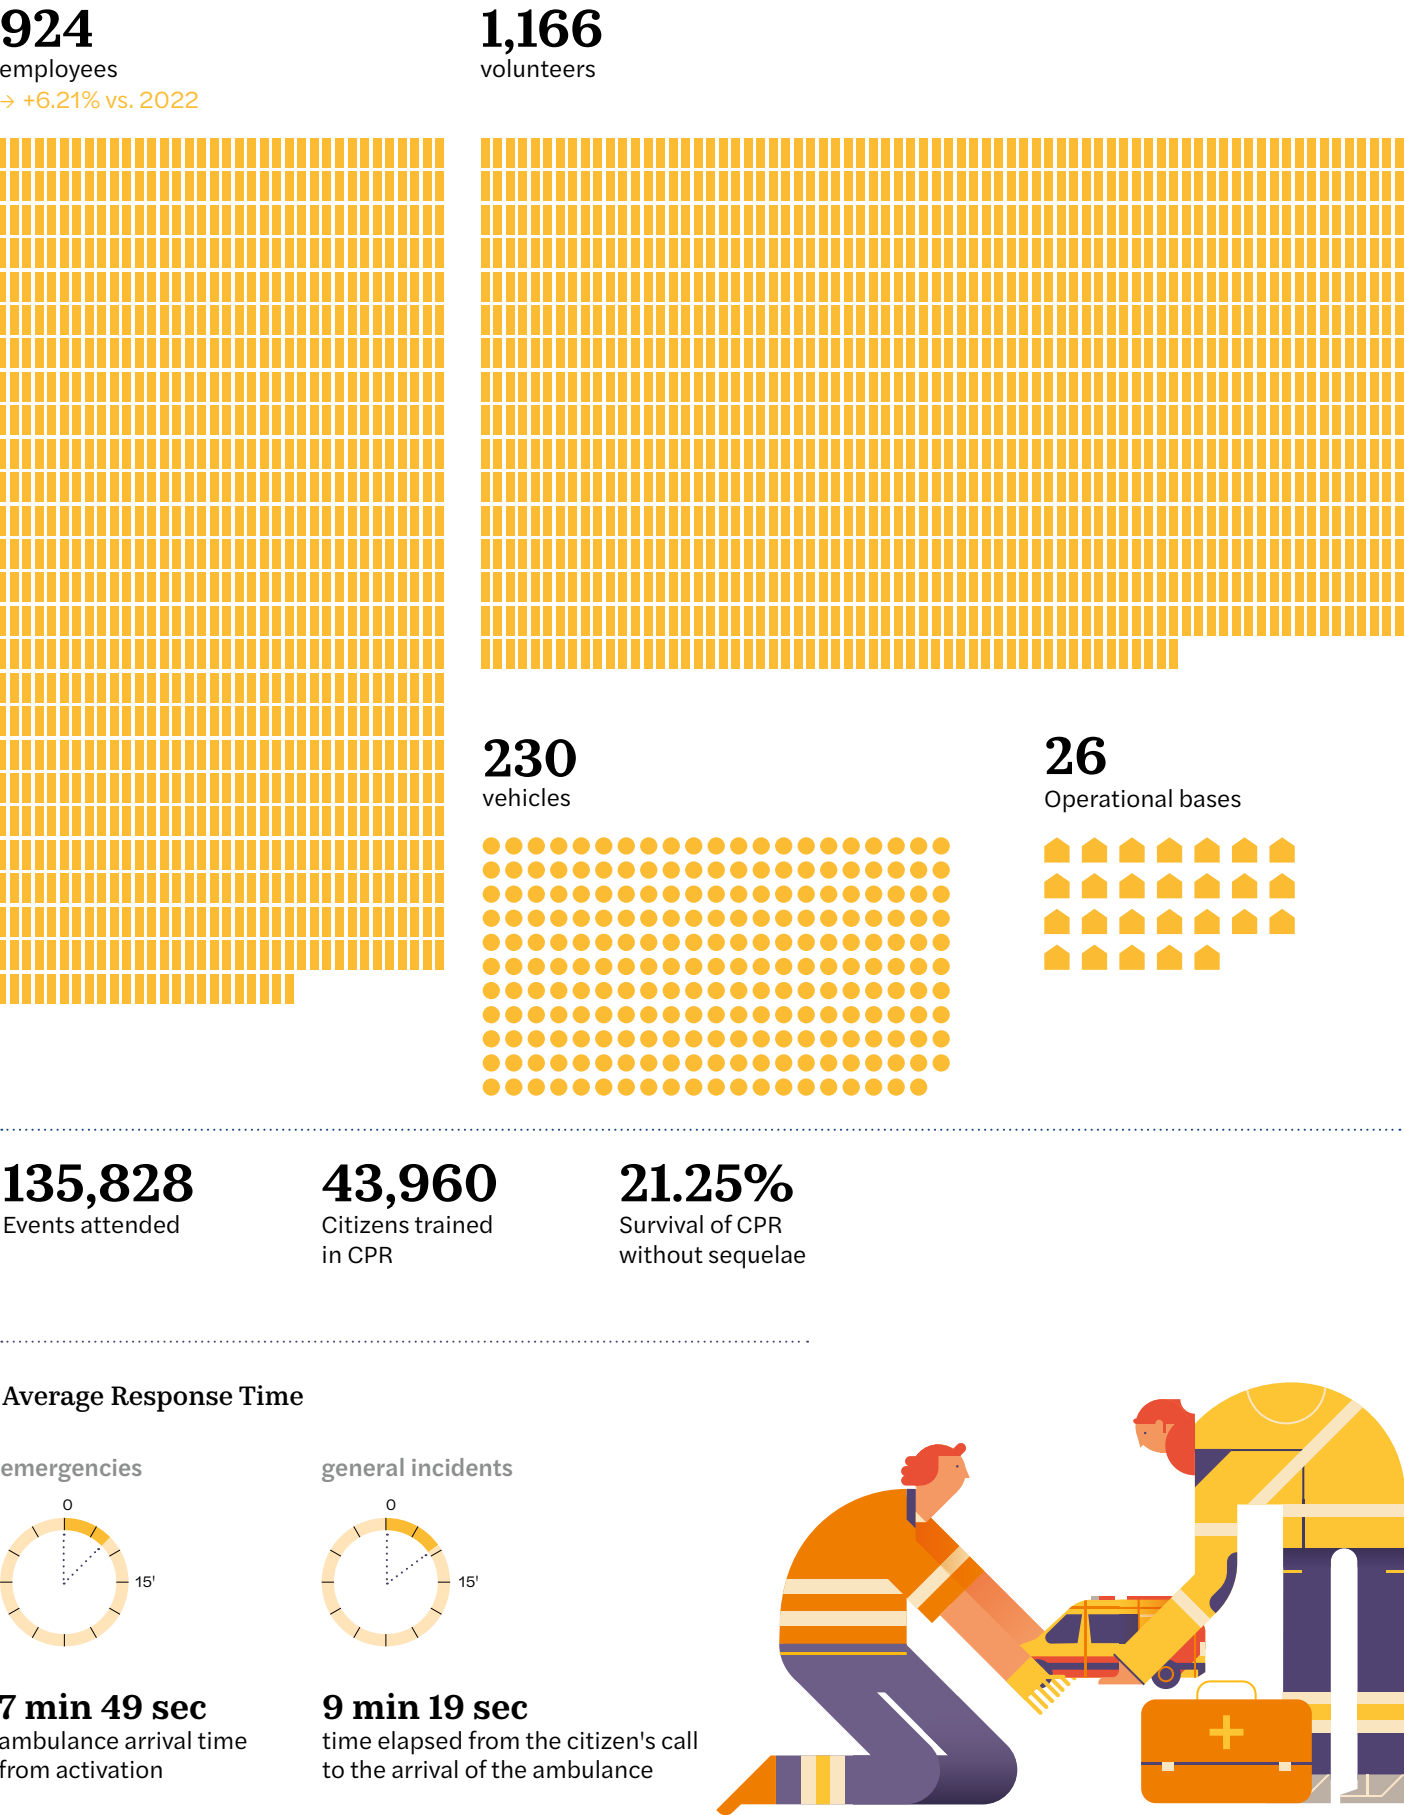 924
employees
→ +6.21% vs. 2022
1,166
volunteers
230
vehicles
26
Operational bases
135,828
Events attended
43,960
Citizens trained
in CPR
21.25%
Survival of CPR
without sequelae
Average Response Time
emergencies
0
15'
7 min 49 sec
ambulance arrival time
from activation
general incidents
0
15'
9 min 19 sec
time elapsed from the citizen's call
to the arrival of the ambulance